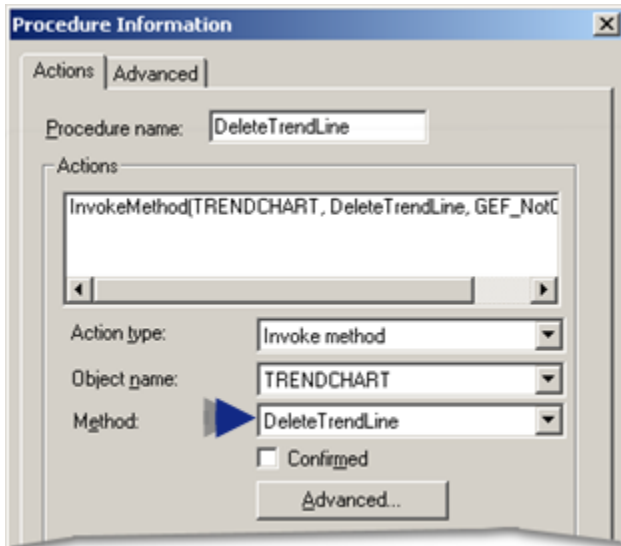 Procedure Information
Actions Advanced
Procedure name: DeleteTrendLine
Actions
InvokeMethod(TRENDCHART, DeleteTrendLine, GEF_Not
Action type: Invoke method
Object name: TRENDCHART
Method: DeleteTrendLine
Confirmed
Advanced...